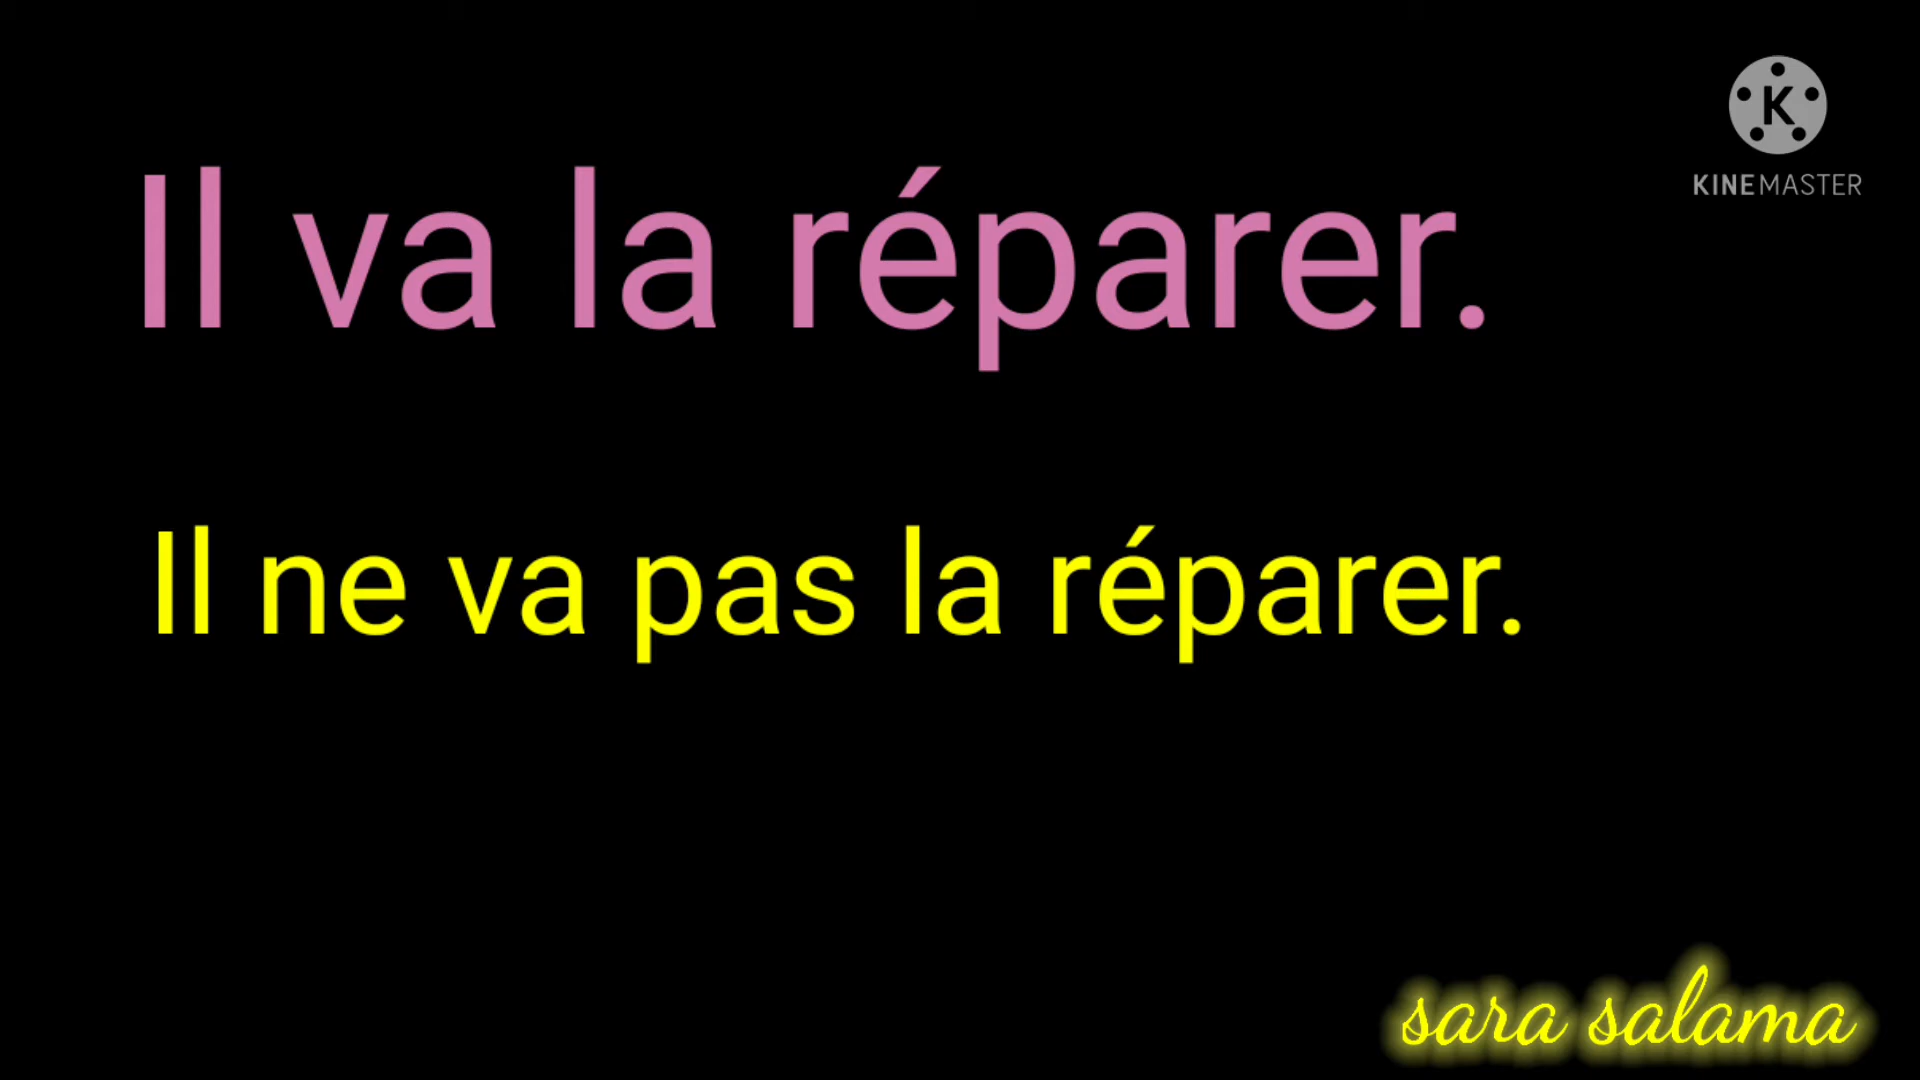 K
KINEMASTER
Il va la réparer.
Il ne va pas la réparer.
sara salama